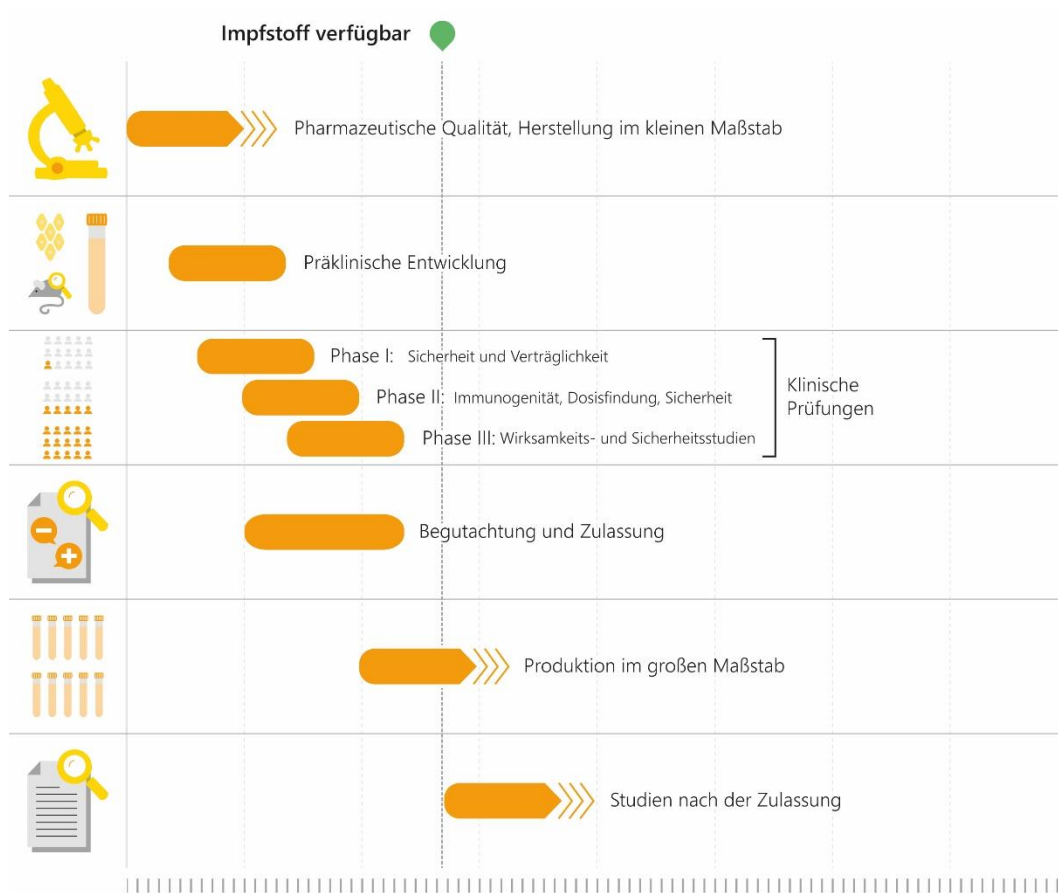 Impfstoff verfügbar
Pharmazeutische Qualität, Herstellung im kleinen Maßstab
Präklinische Entwicklung
Phase I: Sicherheit und Verträglichkeit
Phase II: Immunogenität, Dosisfindung, Sicherheit
Phase III: Wirksamkeits- und Sicherheitsstudien
Klinische
Prüfungen
Begutachtung und Zulassung
Produktion im großen Maßstab
Studien nach der Zulassung